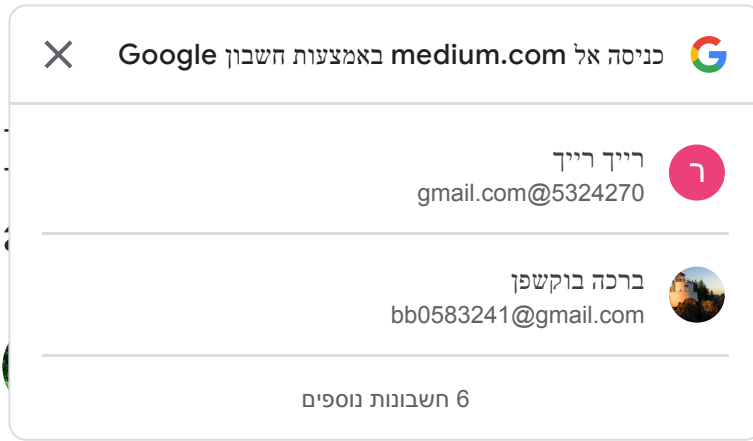 כניסה אל medium.com באמצעות חשבון Google
רייך רייך
gmail.com@5324270
ברכה בוקשפן
bb0583241@gmail.com
6 חשבונות נוספים